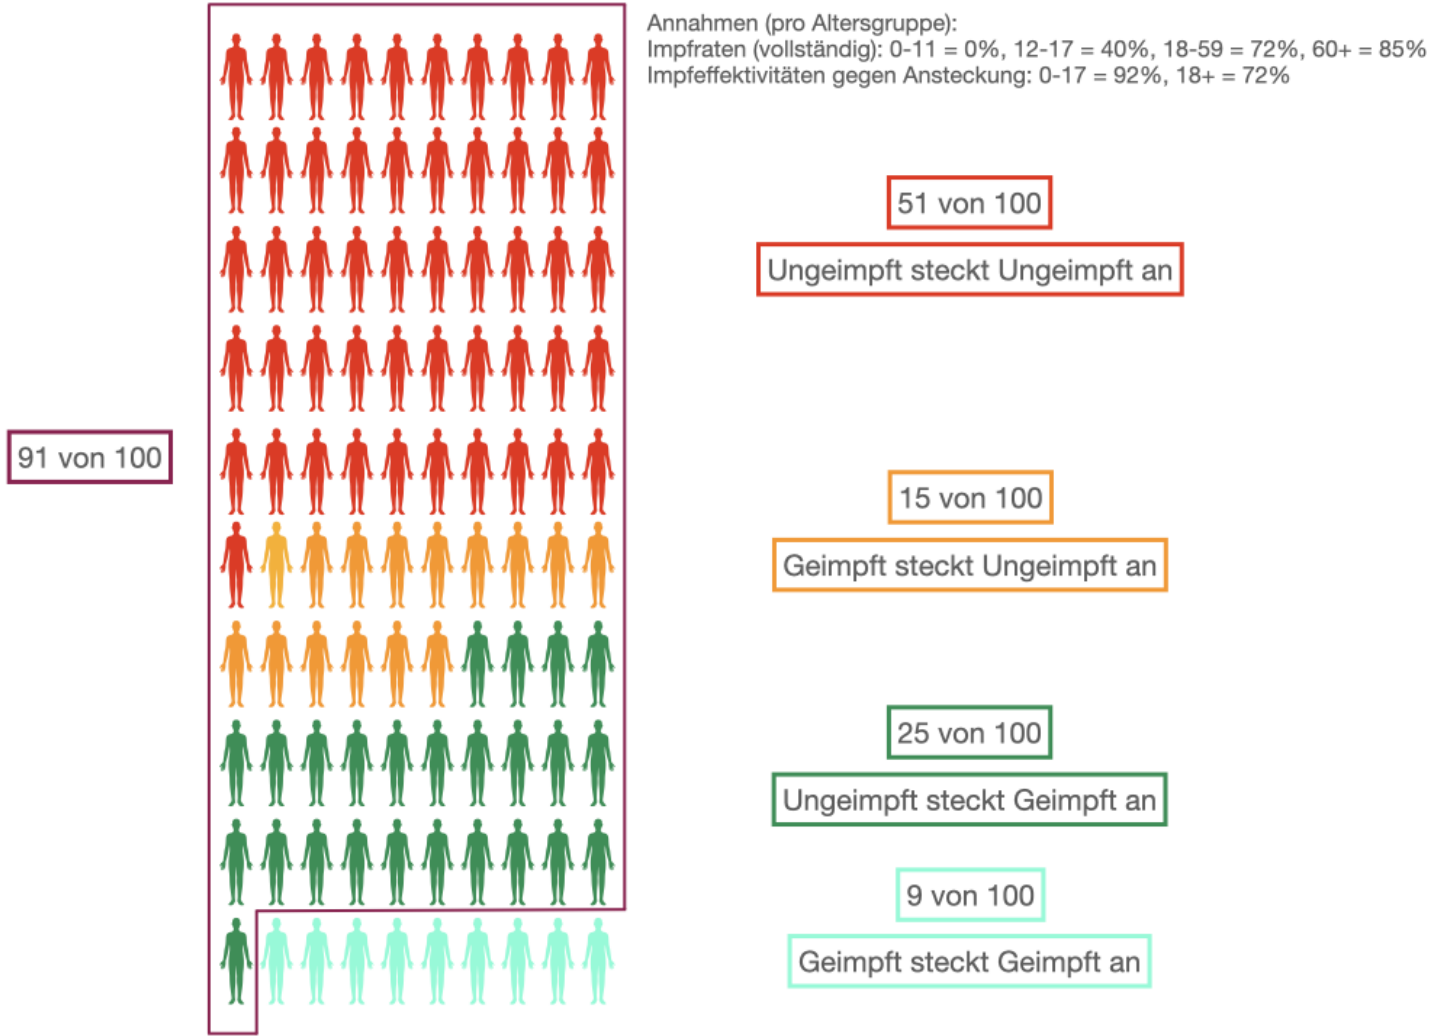 Annahmen (pro Altersgruppe):
Impfraten (vollständig): 0-11 = 0%, 12-17 = 40%, 18-59 = 72%, 60+ = 85%
Impfeffektivitäten gegen Ansteckung: 0-17 = 92%, 18+ = 72%
51 von 100
Ungeimpft steckt Ungeimpft an
91 von 100
15 von 100
Geimpft steckt Ungeimpft an
25 von 100
Ungeimpft steckt Geimpft an
9 von 100
Geimpft steckt Geimpft an